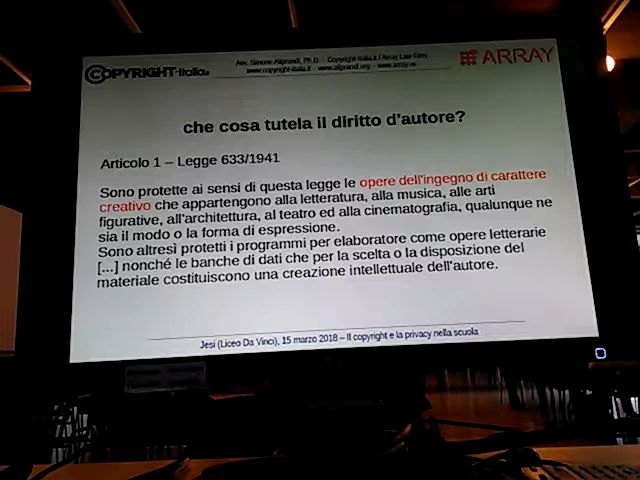 COPYRIGHT-Italia.it
Avv. Simone Aliprandi, Ph.D. - Copyright-Italia.it / Array Law Firm
www.copyright-italia.it - www.aliprandi.org - www.array.eu
ARRAY
che cosa tutela il diritto d'autore?
Articolo 1 – Legge 633/1941
Sono protette ai sensi di questa legge le opere dell'ingegno di carattere
creativo che appartengono alla letteratura, alla musica, alle arti
figurative, all'architettura, al teatro ed alla cinematografia, qualunque ne
sia il modo o la forma di espressione.
Sono altresì protetti i programmi per elaboratore come opere letterarie
[...] nonché le banche di dati che per la scelta o la disposizione del
materiale costituiscono una creazione intellettuale dell'autore.
Jesi (Liceo Da Vinci), 15 marzo 2018 – Il copyright e la privacy nella scuola